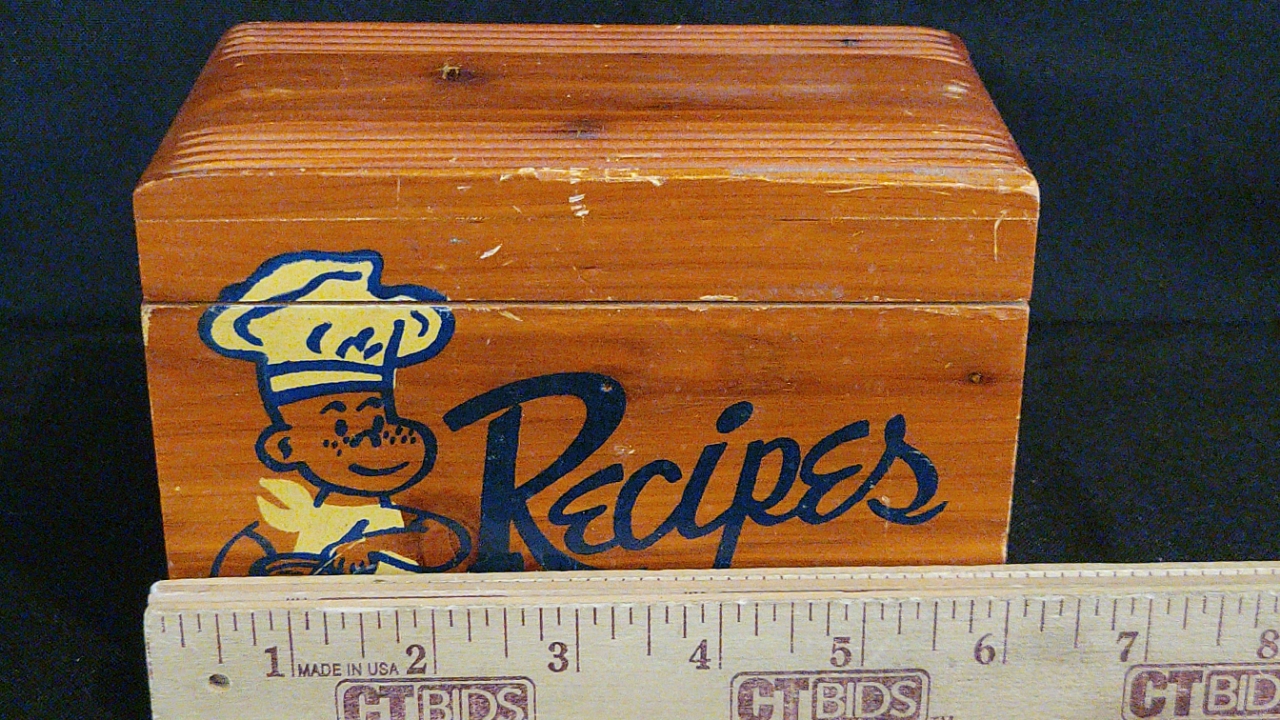 Recipes
1 2 3 4 5 6 7 8
MADE IN USA
CTBIDS CTBIDS CTBID